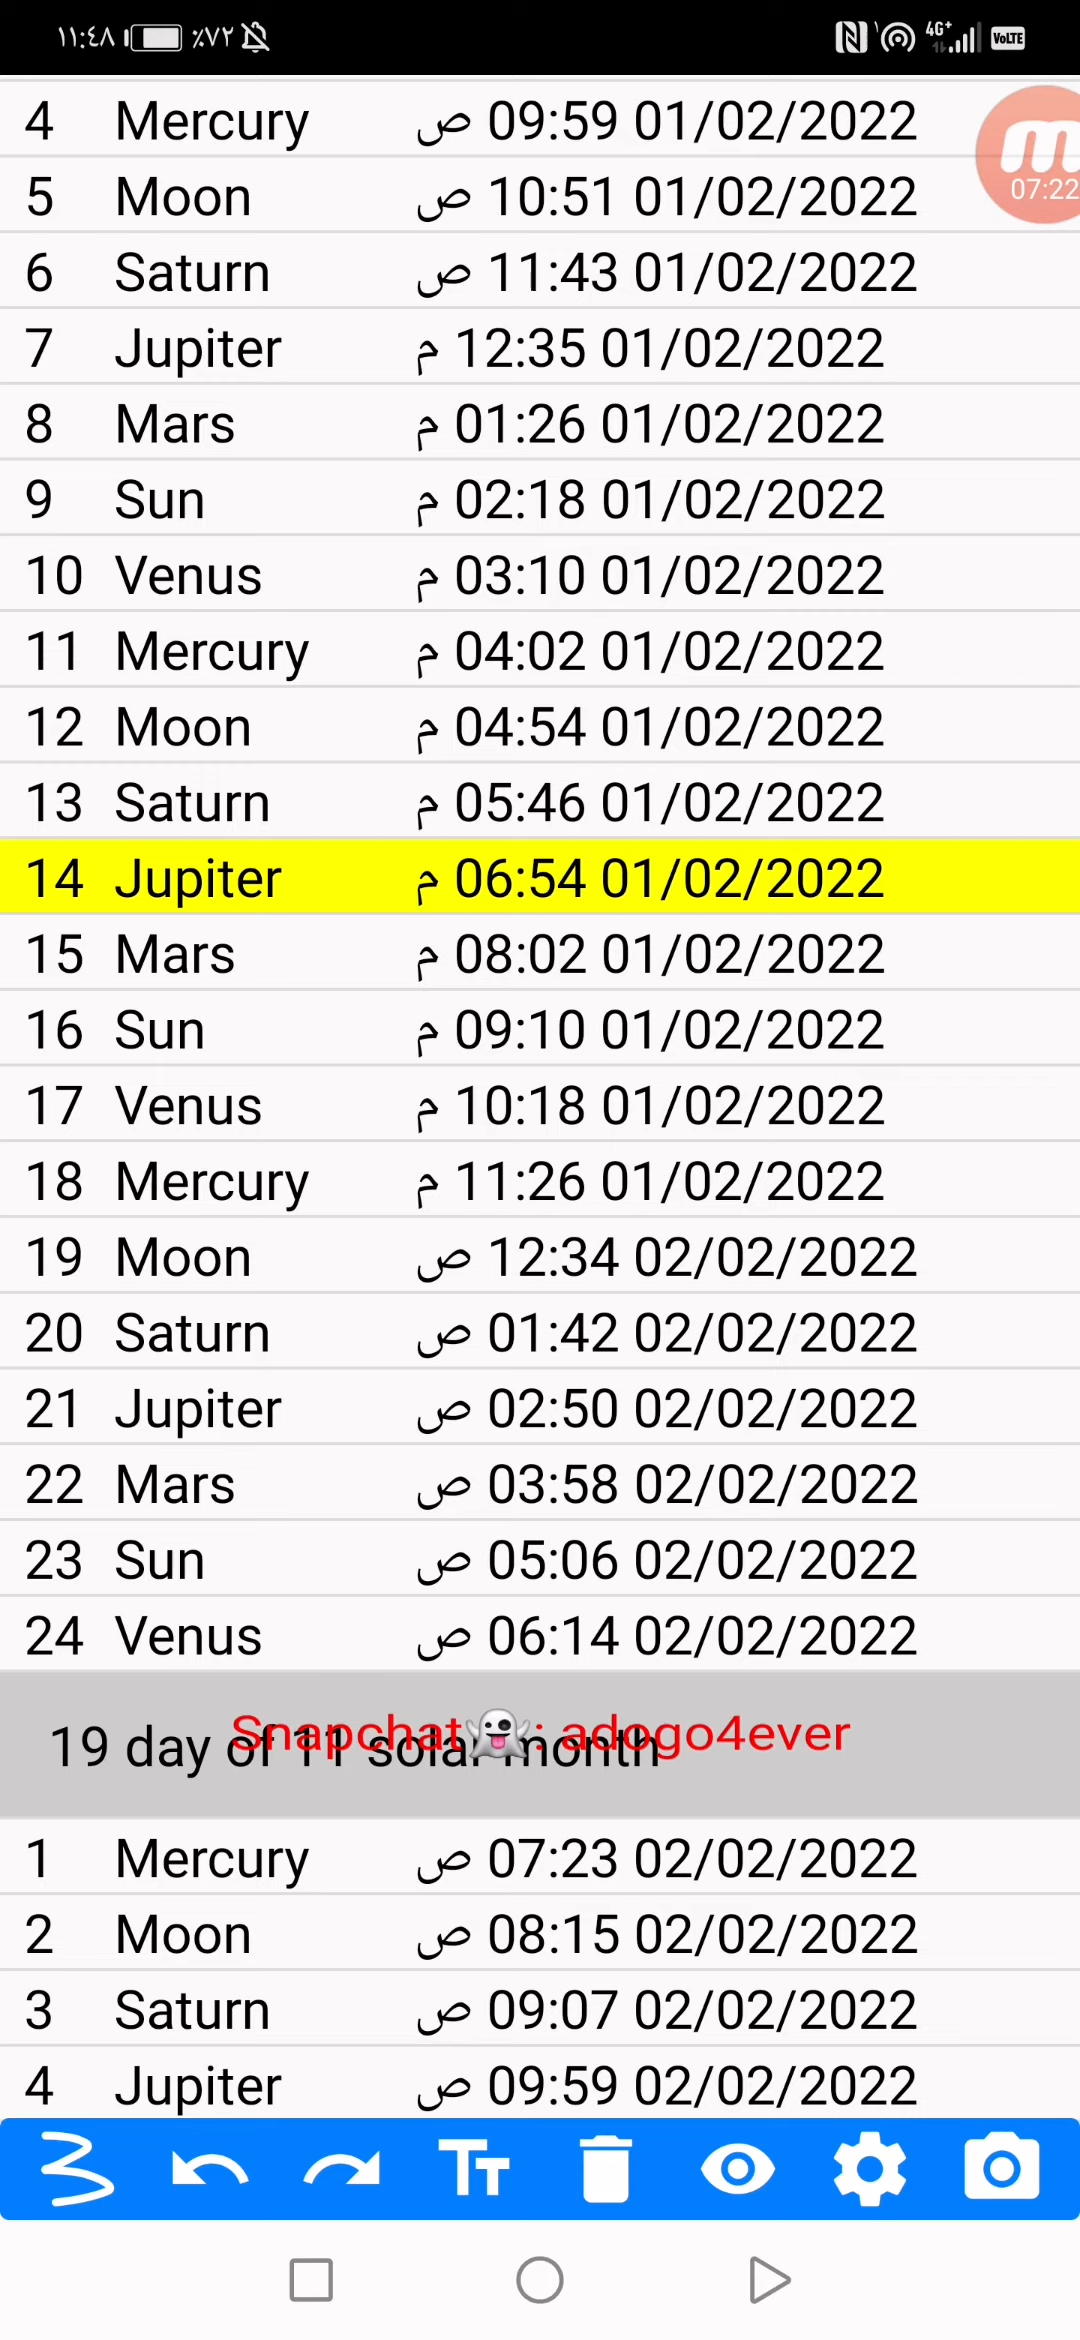 ١١:٤٨ ٪٧٢ 4G+ VoLTE
4 Mercury ص 09:59 01/02/2022
07:22
5 Moon ص 10:51 01/02/2022
6 Saturn ص 11:43 01/02/2022
7 Jupiter م 12:35 01/02/2022
8 Mars م 01:26 01/02/2022
9 Sun م 02:18 01/02/2022
10 Venus م 03:10 01/02/2022
11 Mercury م 04:02 01/02/2022
12 Moon م 04:54 01/02/2022
13 Saturn م 05:46 01/02/2022
14 Jupiter م 06:54 01/02/2022
15 Mars م 08:02 01/02/2022
16 Sun م 09:10 01/02/2022
17 Venus م 10:18 01/02/2022
18 Mercury م 11:26 01/02/2022
19 Moon ص 12:34 02/02/2022
20 Saturn ص 01:42 02/02/2022
21 Jupiter ص 02:50 02/02/2022
22 Mars ص 03:58 02/02/2022
23 Sun ص 05:06 02/02/2022
24 Venus ص 06:14 02/02/2022
Snapchat👻: adogo4ever
19 day of 11 solar month
1 Mercury ص 07:23 02/02/2022
2 Moon ص 08:15 02/02/2022
3 Saturn ص 09:07 02/02/2022
4 Jupiter ص 09:59 02/02/2022
TT